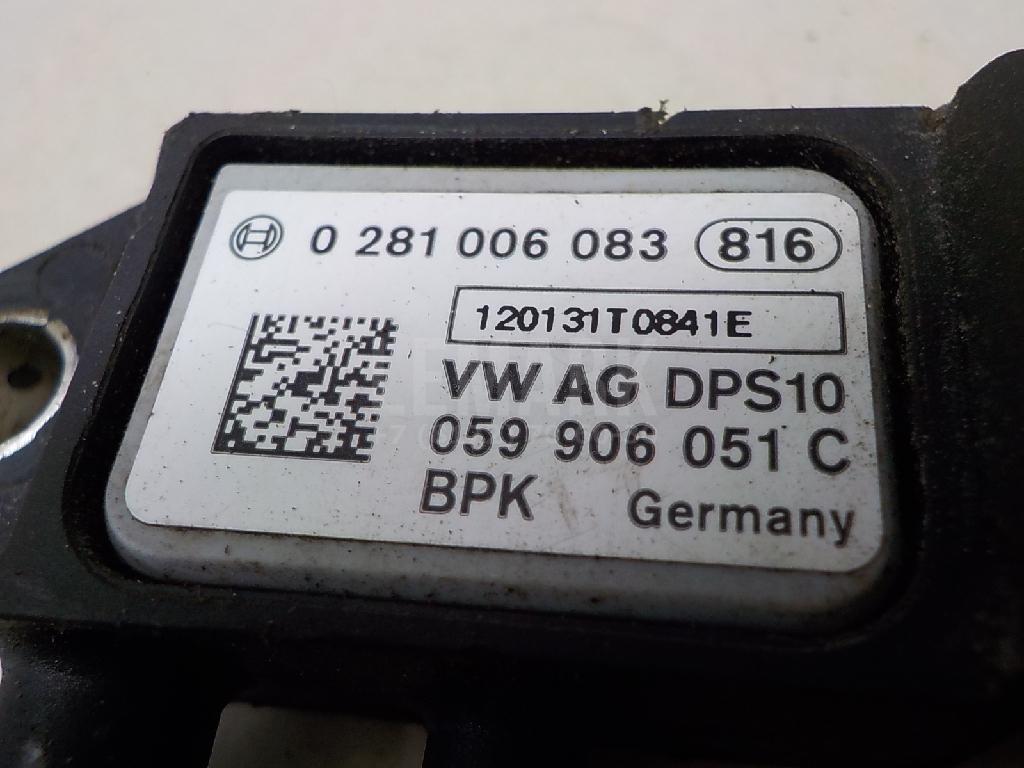 0 281 006 083 816
120131T0841E
VW AG DPS10
059 906 051 C
BPK Germany